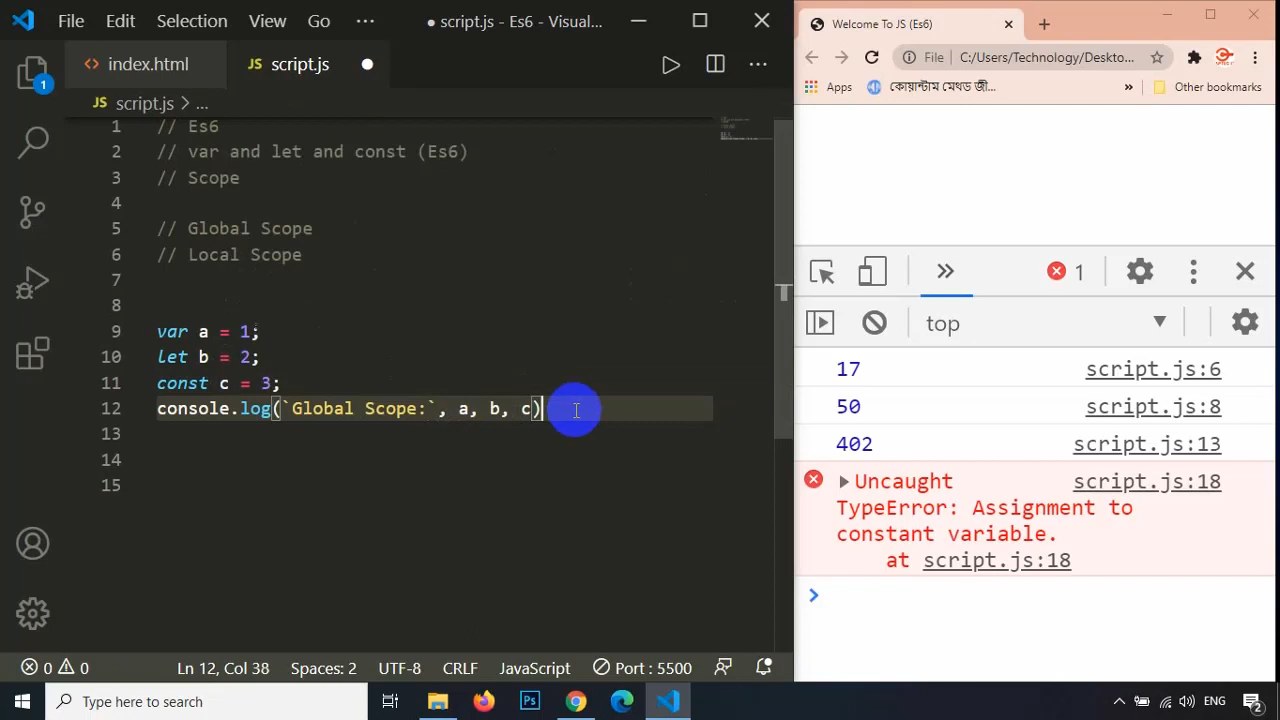 File Edit Selection View Go ··· ● script.js - Es6 - Visual...
<> index.html JS script.js ●
JS script.js > ...
1 // Es6
2 // var and let and const (Es6)
3 // Scope
4
5 // Global Scope
6 // Local Scope
7
8
9 var a = 1;
10 let b = 2;
11 const c = 3;
12 console.log(`Global Scope:`, a, b, c)
13
14
15
1
0 0 Ln 12, Col 38 Spaces: 2 UTF-8 CRLF JavaScript Port : 5500
Welcome To JS (Es6)
File C:/Users/Technology/Deskto...
Apps কোয়ান্টাম মেথড জী... » Other bookmarks
» 1
top
17 script.js:6
50 script.js:8
402 script.js:13
Uncaught script.js:18
TypeError: Assignment to
constant variable.
at script.js:18
Type here to search Ps ENG 2